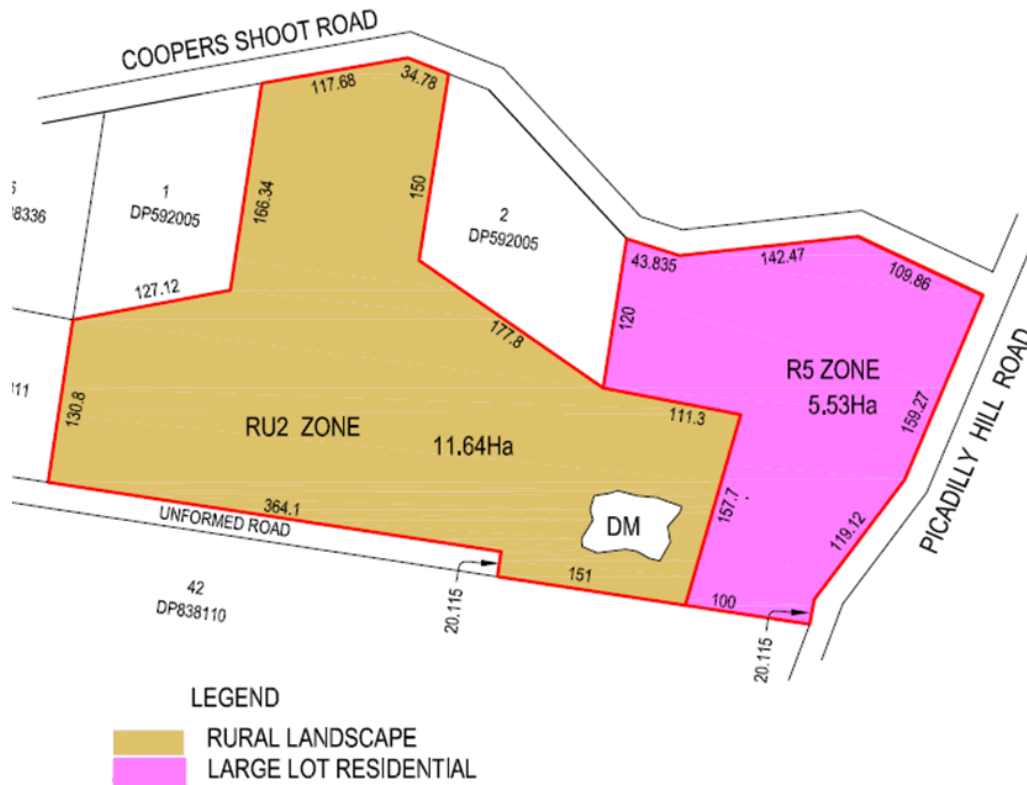 COOPERS SHOOT ROAD
117.68
34.78
166.34
150
1
DP592005
2
DP592005
127.12
177.8
130.8
43.835
142.47
109.86
120
R5 ZONE
5.53Ha
111.3
159.27
PICADILLY HILL ROAD
RU2 ZONE
11.64Ha
364.1
UNFORMED ROAD
DM
157.7
119.12
151
100
20.115
20.115
42
DP838110
LEGEND
RURAL LANDSCAPE
LARGE LOT RESIDENTIAL